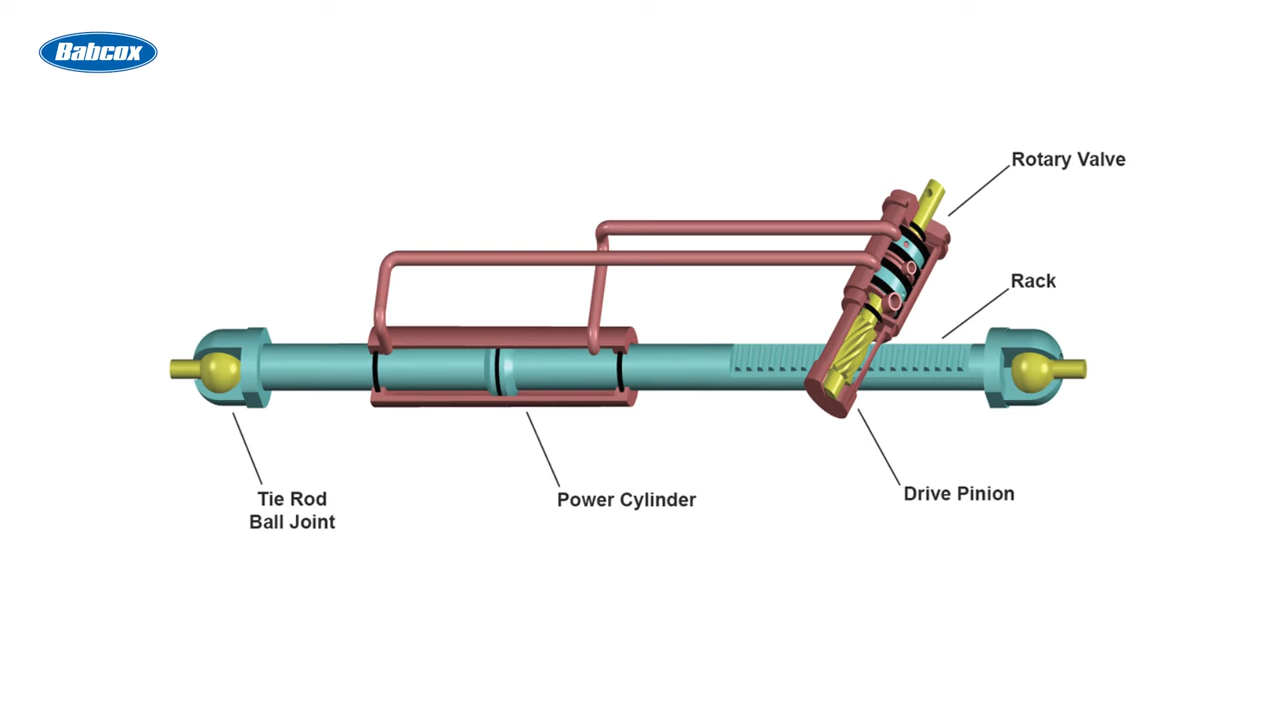 Babcox
Rotary Valve
Rack
Drive Pinion
Power Cylinder
Tie Rod
Ball Joint